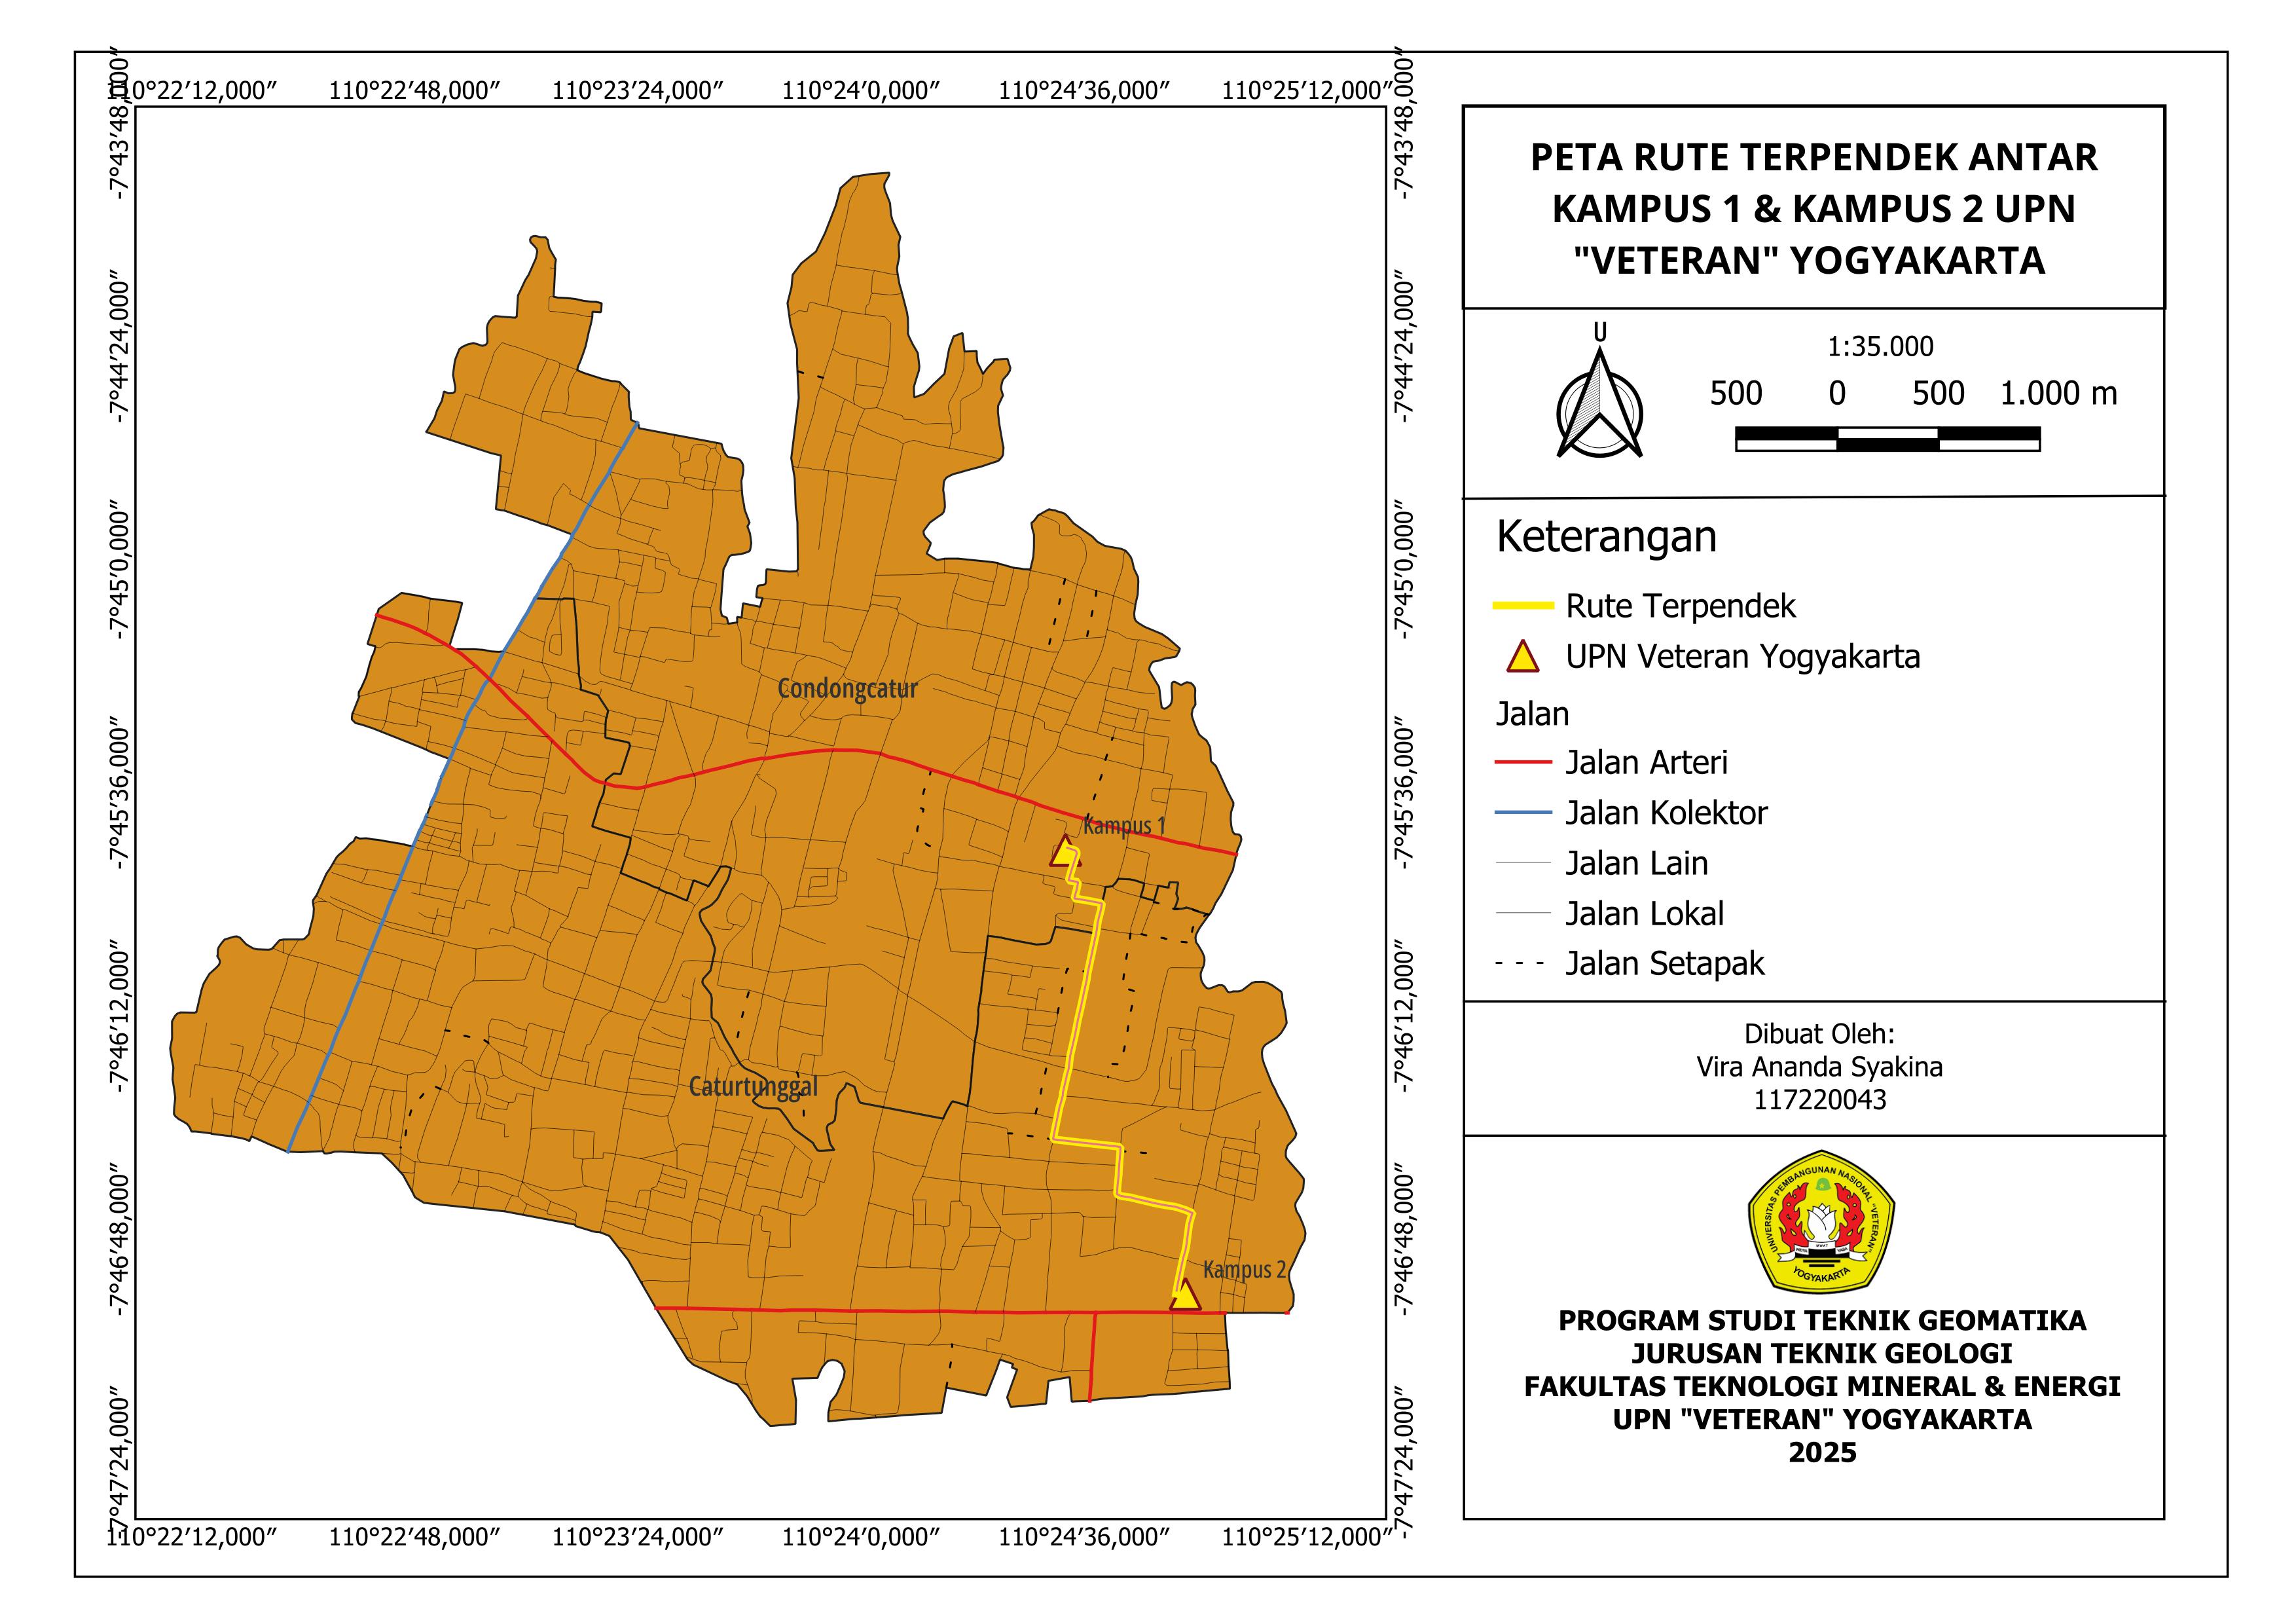 110°22′12,000″ 110°22′48,000″ 110°23′24,000″ 110°24′0,000″ 110°24′36,000″ 110°25′12,000″
-7°43′48,000″
-7°44′24,000″
-7°45′0,000″
-7°45′36,000″
-7°46′12,000″
-7°46′48,000″
-7°47′24,000″
Condongcatur
Kampus 1
Caturtunggal
Kampus 2
-7°43′48,000″
-7°44′24,000″
-7°45′0,000″
-7°45′36,000″
-7°46′12,000″
-7°46′48,000″
-7°47′24,000″
110°22′12,000″ 110°22′48,000″ 110°23′24,000″ 110°24′0,000″ 110°24′36,000″ 110°25′12,000″
PETA RUTE TERPENDEK ANTAR
KAMPUS 1 & KAMPUS 2 UPN
"VETERAN" YOGYAKARTA
U
1:35.000
500 0 500 1.000 m
Keterangan
Rute Terpendek
UPN Veteran Yogyakarta
Jalan
Jalan Arteri
Jalan Kolektor
Jalan Lain
Jalan Lokal
Jalan Setapak
Dibuat Oleh:
Vira Ananda Syakina
117220043
UNIVERSITAS PEMBANGUNAN NASIONAL "VETERAN"
YOGYAKARTA
PROGRAM STUDI TEKNIK GEOMATIKA
JURUSAN TEKNIK GEOLOGI
FAKULTAS TEKNOLOGI MINERAL & ENERGI
UPN "VETERAN" YOGYAKARTA
2025